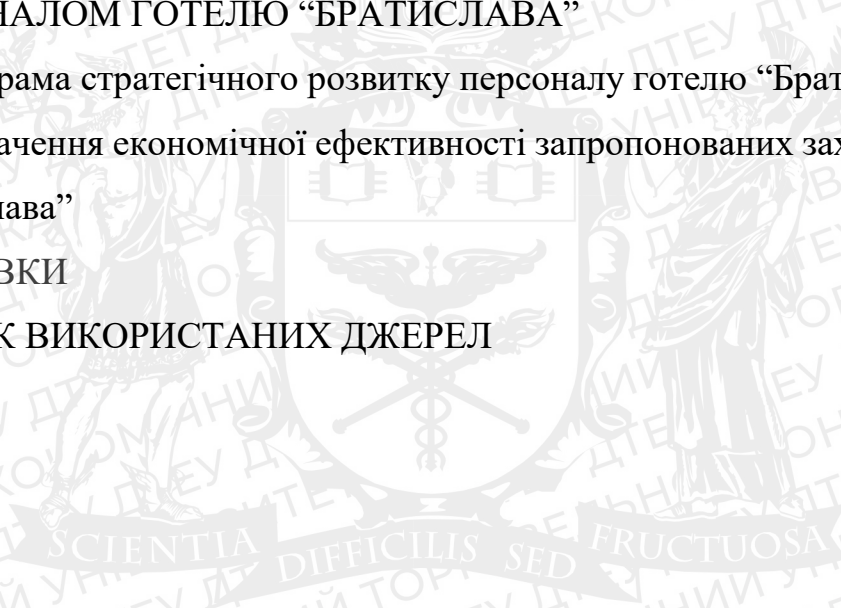 НАЛОМ ГОТЕЛЮ “БРАТИСЛАВА”
рама стратегічного розвитку персоналу готелю “Брат
ачення економічної ефективності запропонованих зах
лава”
ВКИ
К ВИКОРИСТАНИХ ДЖЕРЕЛ
SCIENTIA DIFFICILIS SED FRUCTUOSA